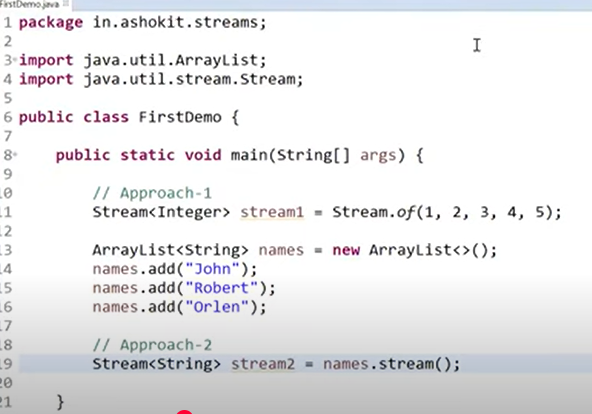 FirstDemo.java
1 package in.ashokit.streams;
2
3 import java.util.ArrayList;
4 import java.util.stream.Stream;
5
6 public class FirstDemo {
7
8 public static void main(String[] args) {
9
10 // Approach-1
11 Stream<Integer> stream1 = Stream.of(1, 2, 3, 4, 5);
12
13 ArrayList<String> names = new ArrayList<>();
14 names.add("John");
15 names.add("Robert");
16 names.add("Orlen");
17
18 // Approach-2
19 Stream<String> stream2 = names.stream();
20
21 }